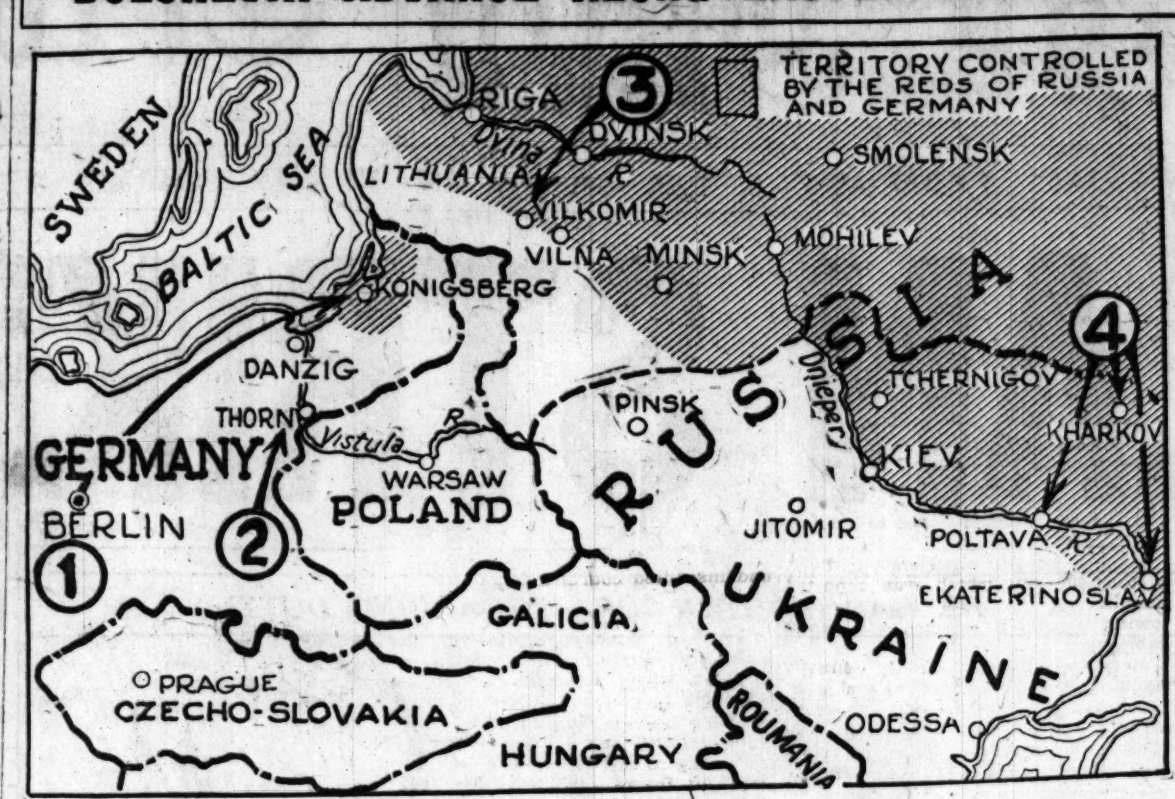 TERRITORY CONTROLLED
BY THE REDS OF RUSSIA
AND GERMANY
3
RIGA
Dvina
R
DVINSK
SMOLENSK
SWEDEN
BALTIC SEA
LITHUANIA
VILKOMIR
VILNA
MINSK
MOHILEV
KÖNIGSBERG
RUSSIA
4
DANZIG
TCHERNIGOV
THORN
Vistula
R
PINSK
Dnieper
KHARKOV
GERMANY
WARSAW
KIEV
BERLIN
POLAND
2
JITOMIR
POLTAVA
R
1
EKATERINOSLAV
GALICIA
UKRAINE
PRAGUE
CZECHO-SLOVAKIA
ROUMANIA
ODESSA
HUNGARY